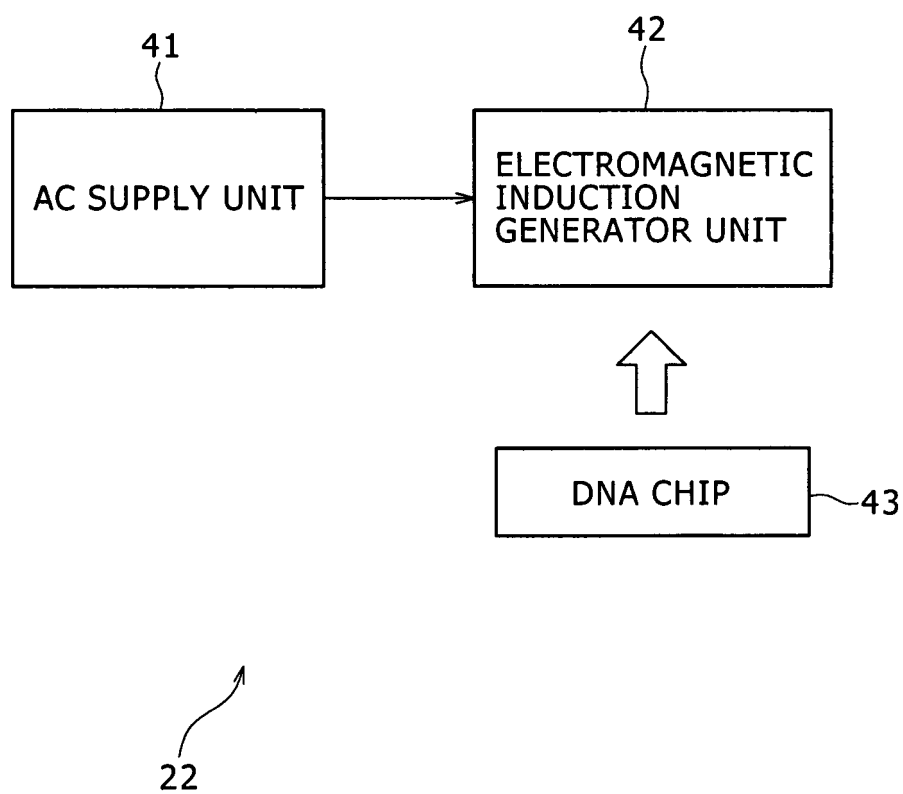 41
42
AC SUPPLY UNIT
ELECTROMAGNETIC
INDUCTION
GENERATOR UNIT
DNA CHIP
43
22